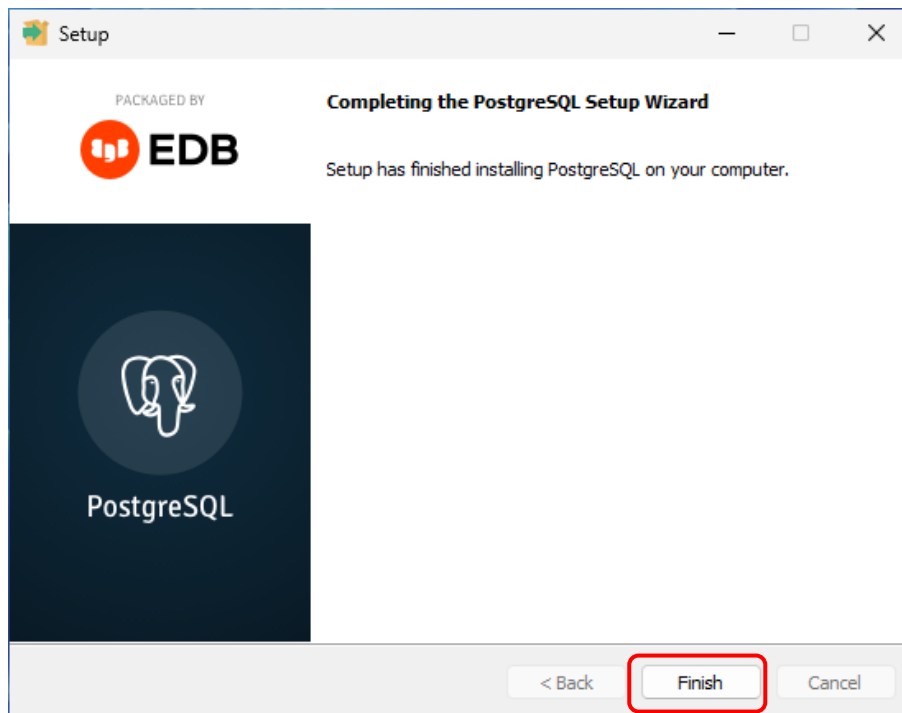 Setup
PACKAGED BY
EDB
Completing the PostgreSQL Setup Wizard
Setup has finished installing PostgreSQL on your computer.
PostgreSQL
< Back
Finish
Cancel